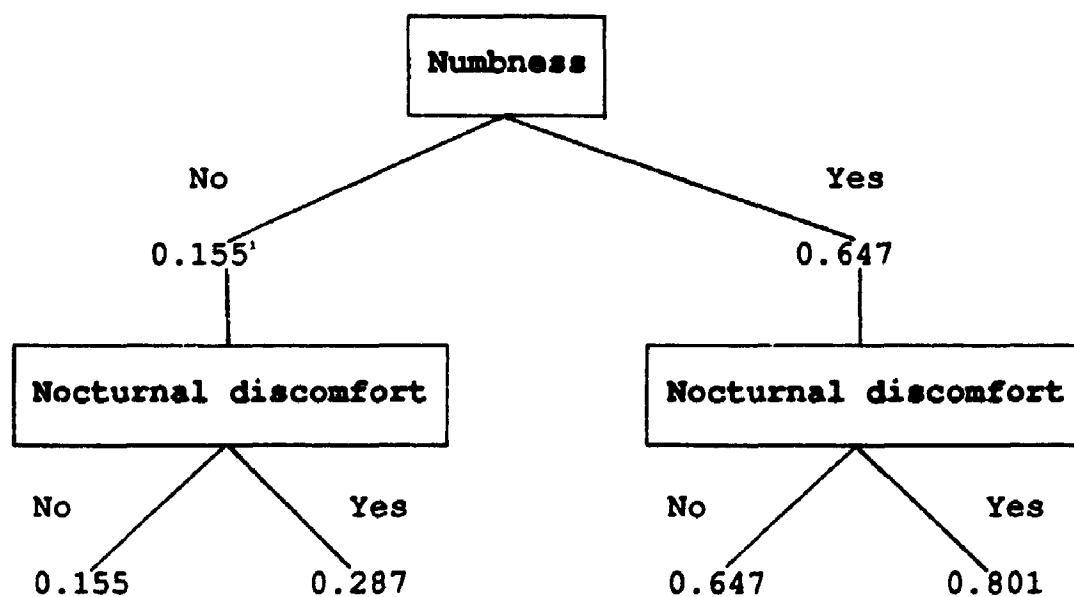 Numbness
No Yes
0.155¹ 0.647
Nocturnal discomfort Nocturnal discomfort
No Yes No Yes
0.155 0.287 0.647 0.801